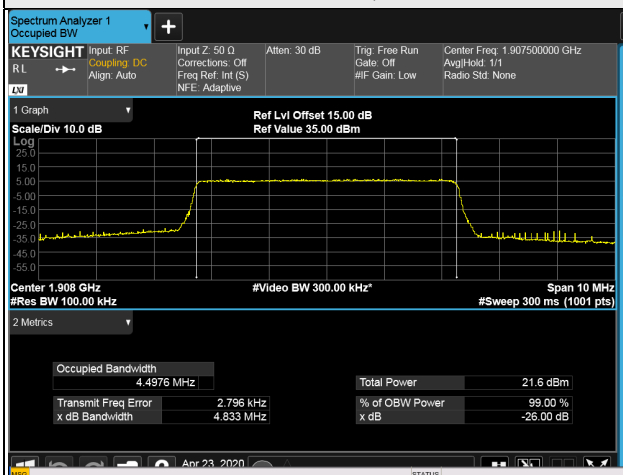 Spectrum Analyzer 1
Occupied BW
KEYSIGHT Input: RF Input Z: 50 Ω Atten: 30 dB Trig: Free Run Center Freq: 1.907500000 GHz
RL Coupling: DC Corrections: Off Gate: Off Avg|Hold: 1/1
Align: Auto Freq Ref: Int (S) #IF Gain: Low Radio Std: None
LXI NFE: Adaptive
1 Graph Ref Lvl Offset 15.00 dB
Scale/Div 10.0 dB Ref Value 35.00 dBm
Log
25.0
15.0
5.00
-5.00
-15.0
-25.0
-35.0
-45.0
-55.0
Center 1.908 GHz #Video BW 300.00 kHz* Span 10 MHz
#Res BW 100.00 kHz #Sweep 300 ms (1001 pts)
2 Metrics
Occupied Bandwidth
4.4976 MHz Total Power 21.6 dBm
Transmit Freq Error 2.796 kHz % of OBW Power 99.00 %
x dB Bandwidth 4.833 MHz x dB -26.00 dB
Apr 23, 2020
MSG STATUS